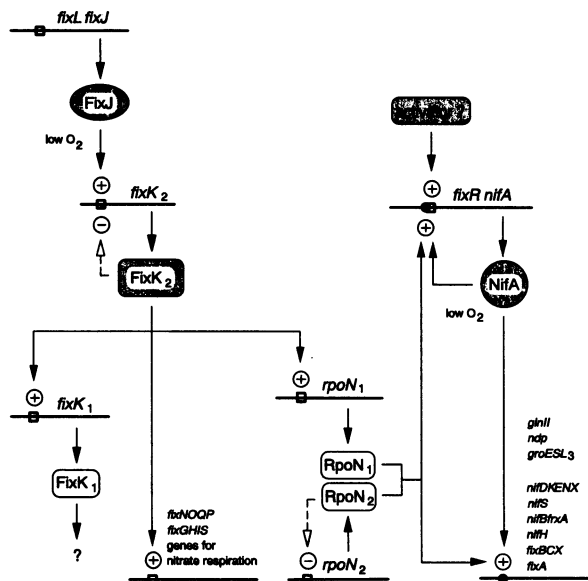 fixL fixJ
FixJ
low O2
+
fixK2
−
FixK2
+
fixR nifA
+
NifA
low O2
+
fixK1
FixK1
?
+
rpoN1
RpoN1
RpoN2
−
rpoN2
fixNOQP
fixGHIS
genes for
+ nitrate respiration
glnII
ndp
groESL3
nifDKENX
nifS
nifBfrxA
nifH
fixBCX
+ fixA